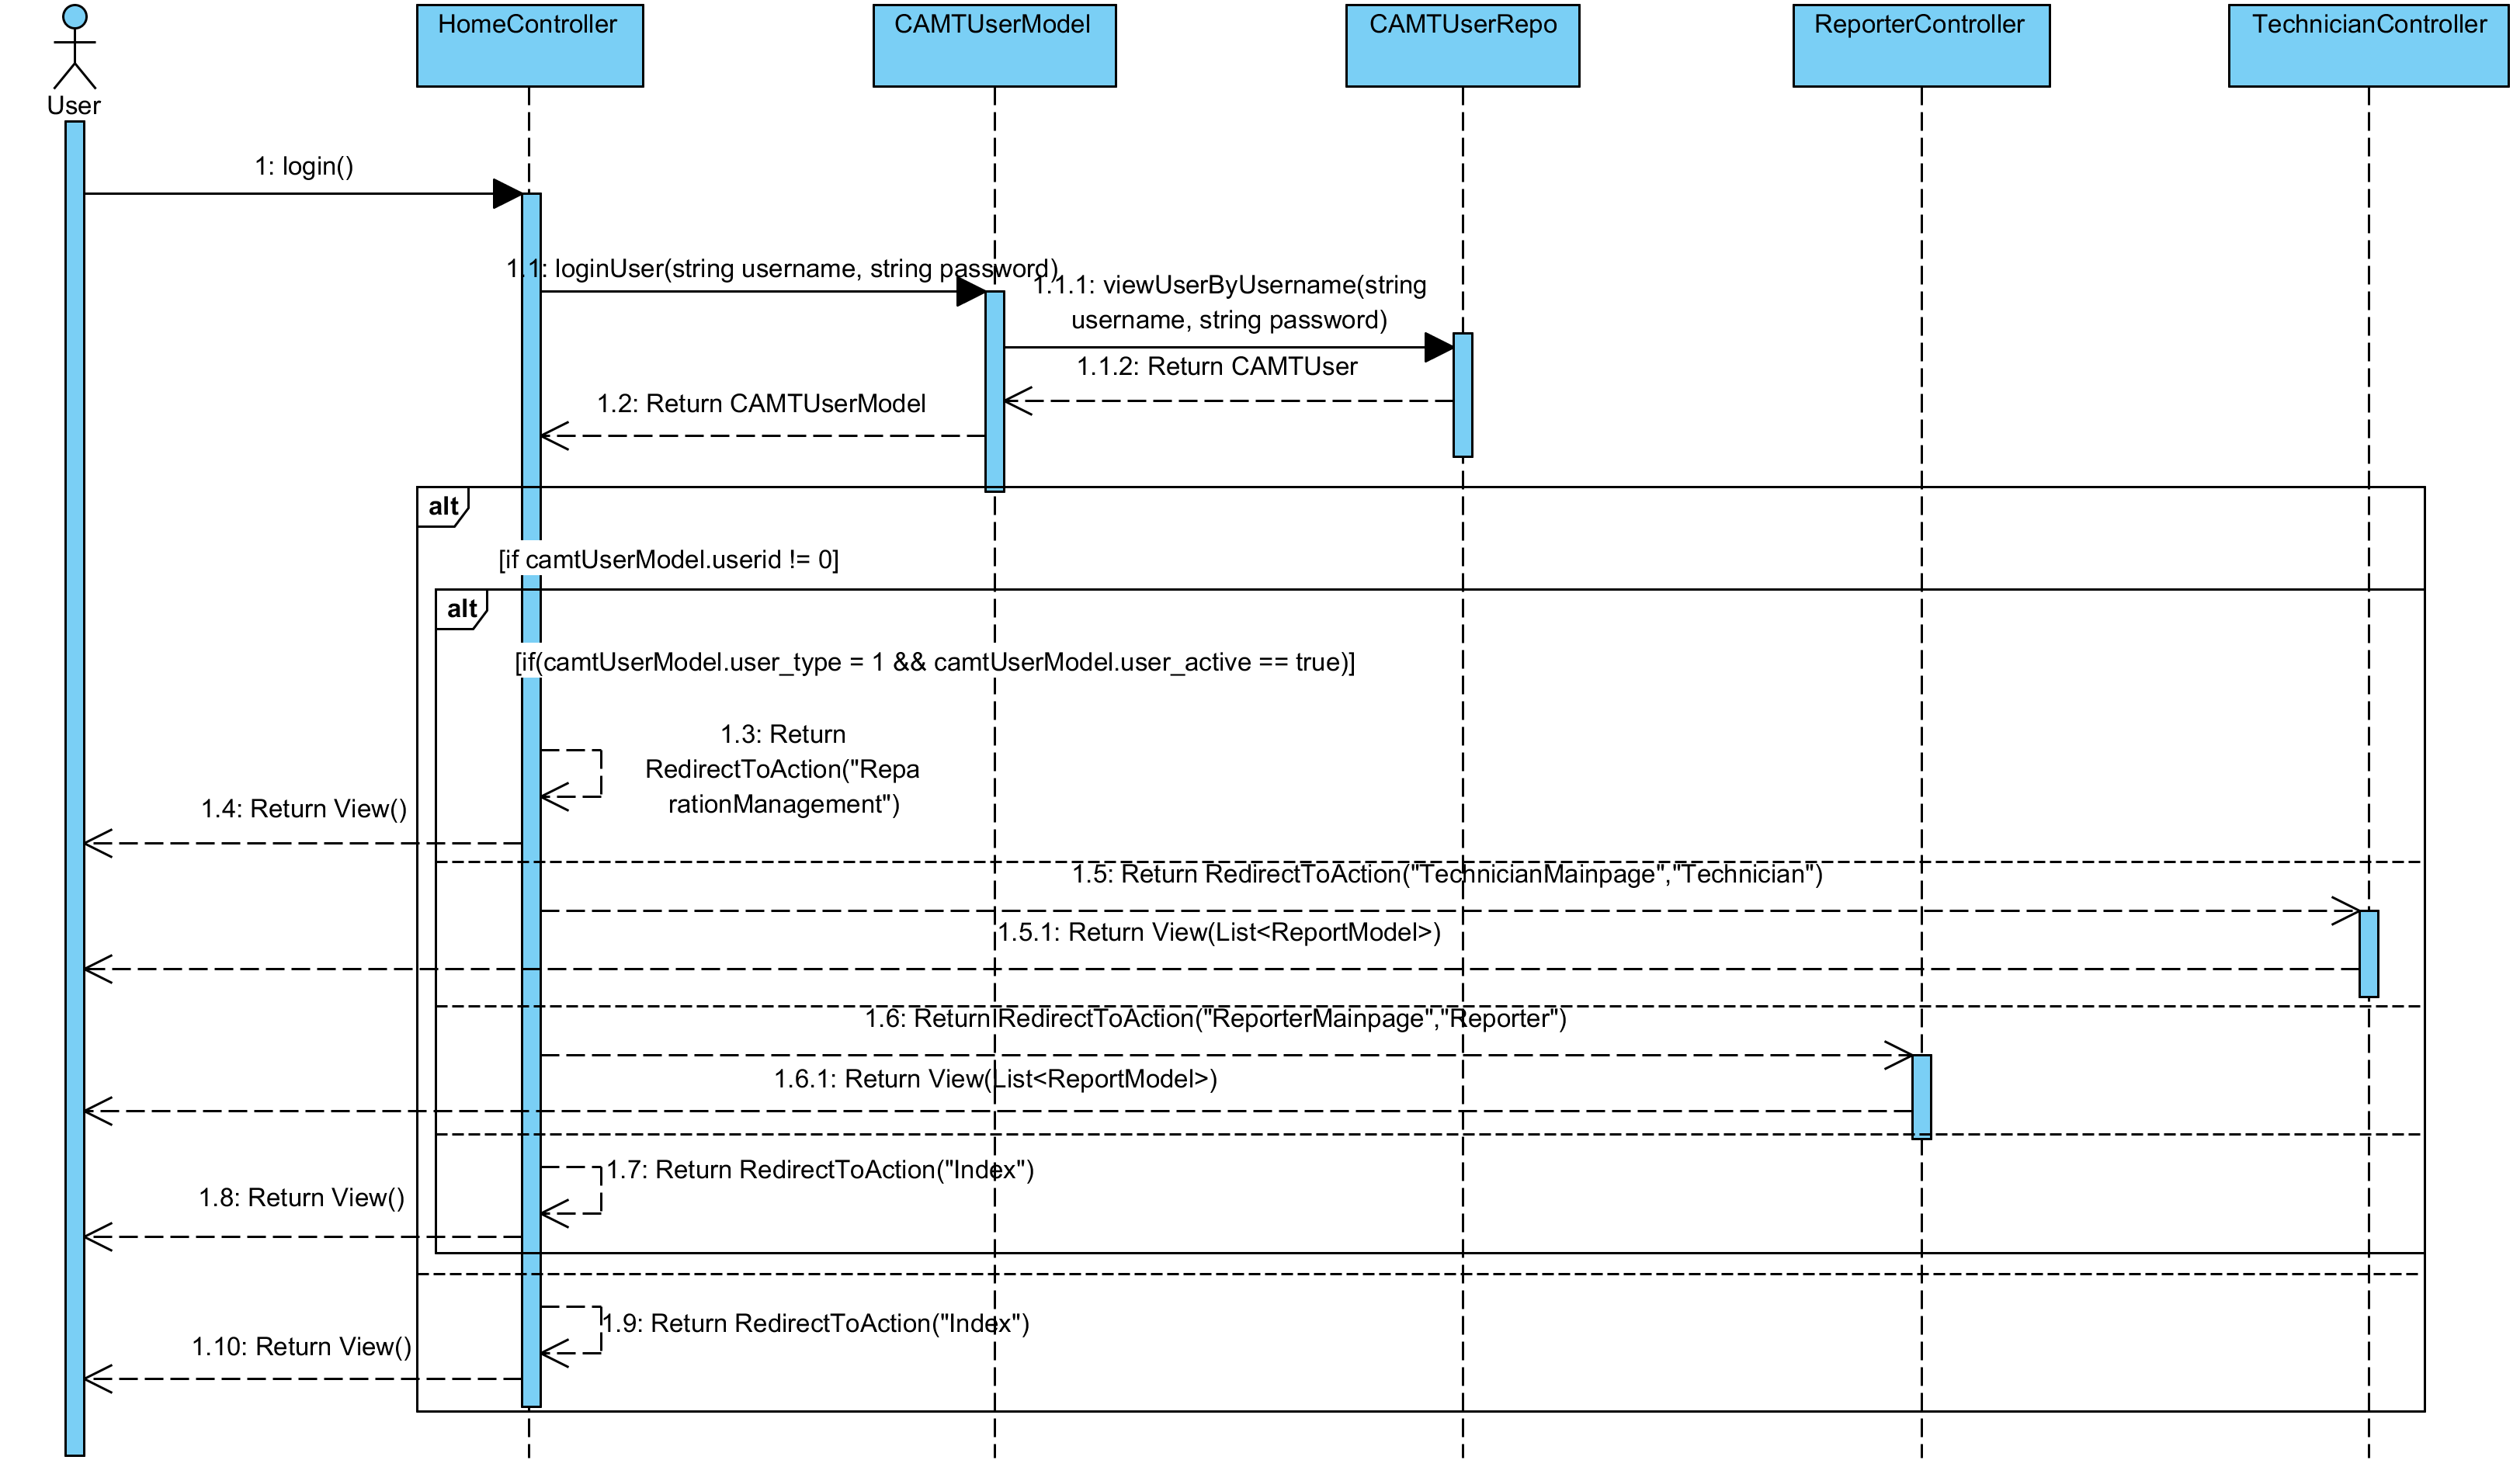 HomeController
CAMTUserModel
CAMTUserRepo
ReporterController
TechnicianController
User
1: login()
1.1: loginUser(string username, string password)
1.1.1: viewUserByUsername(string
username, string password)
1.1.2: Return CAMTUser
1.2: Return CAMTUserModel
alt
[if camtUserModel.userid != 0]
alt
[if(camtUserModel.user_type = 1 && camtUserModel.user_active == true)]
1.3: Return
RedirectToAction("Repa
rationManagement")
1.4: Return View()
1.5: Return RedirectToAction("TechnicianMainpage","Technician")
1.5.1: Return View(List<ReportModel>)
1.6: Return RedirectToAction("ReporterMainpage","Reporter")
1.6.1: Return View(List<ReportModel>)
1.7: Return RedirectToAction("Index")
1.8: Return View()
1.9: Return RedirectToAction("Index")
1.10: Return View()